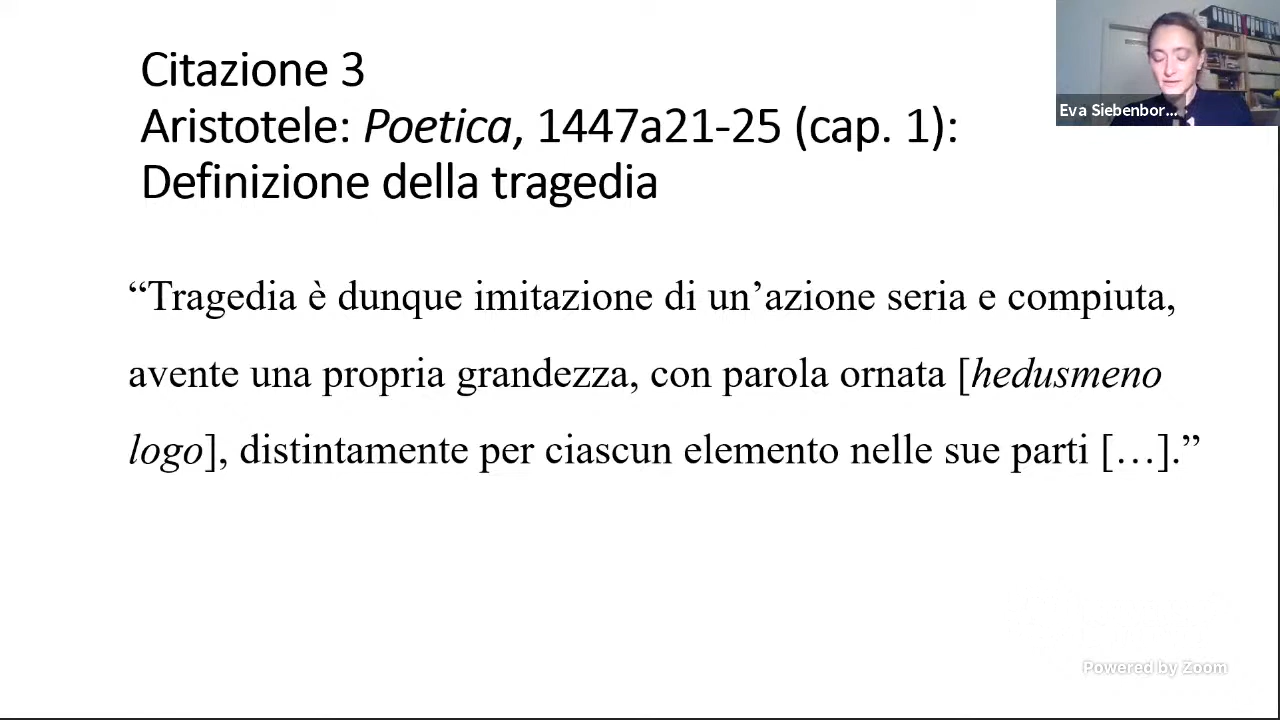 Citazione 3
Aristotele: Poetica, 1447a21-25 (cap. 1):
Definizione della tragedia
Eva Siebenbor...
“Tragedia è dunque imitazione di un’azione seria e compiuta,
avente una propria grandezza, con parola ornata [hedusmeno
logo], distintamente per ciascun elemento nelle sue parti […].”
Powered by Zoom